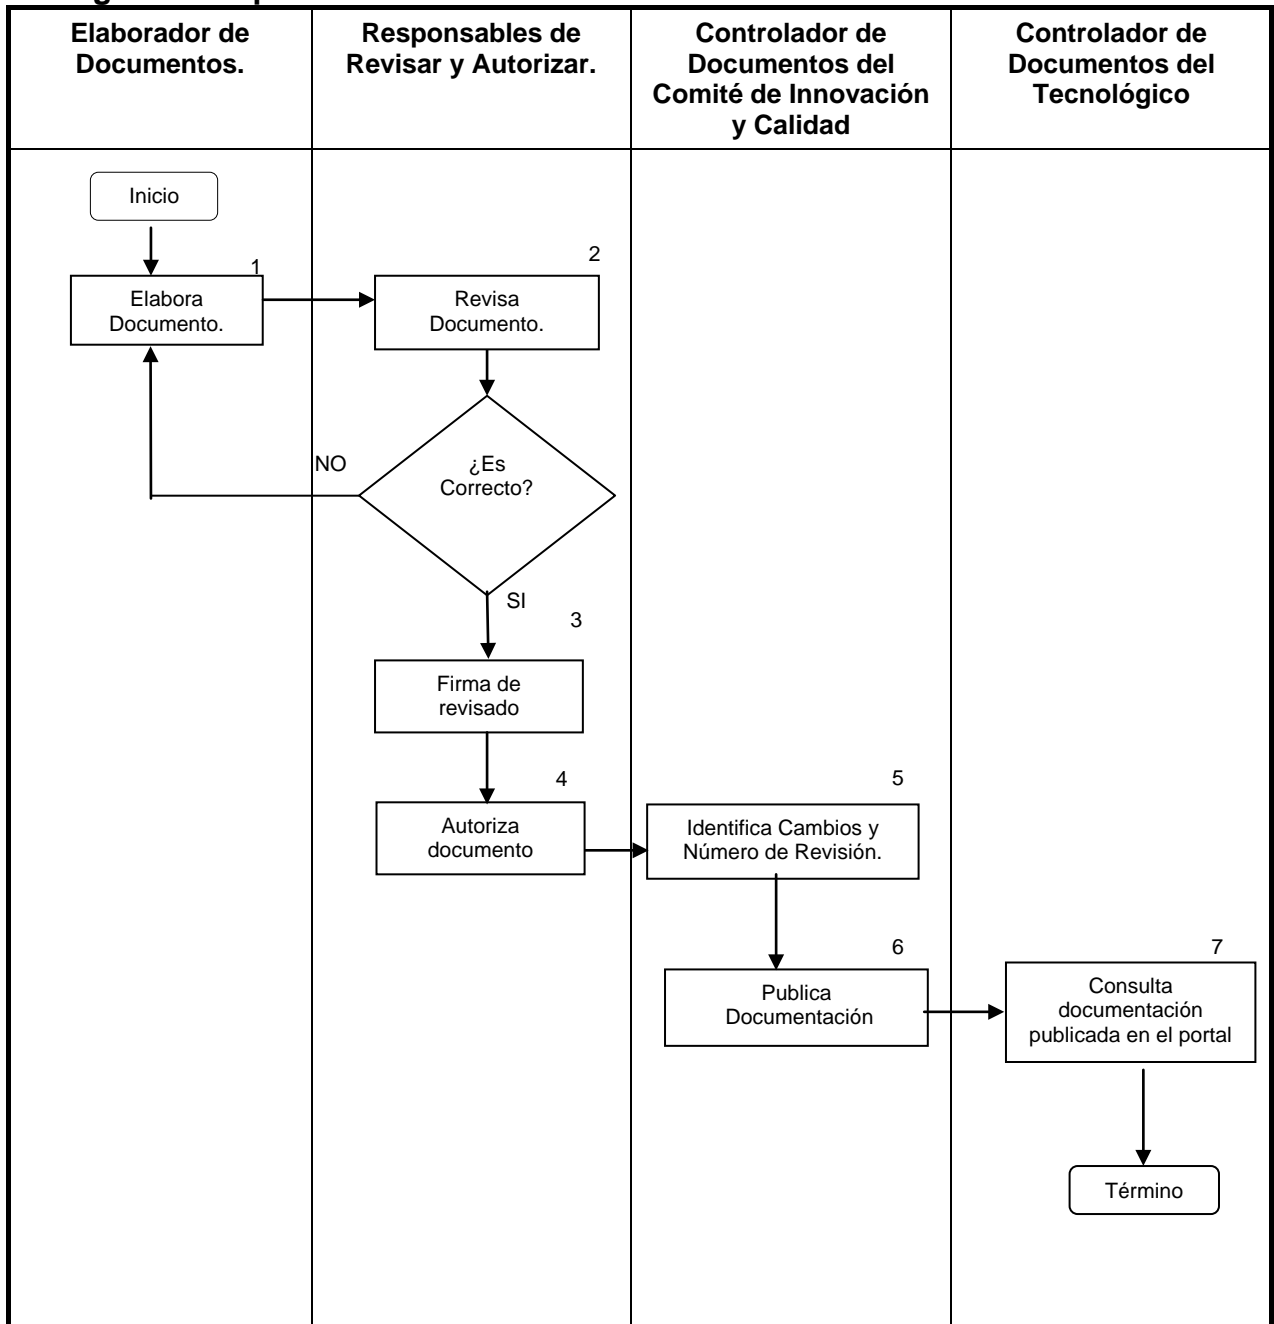 Elaborador de
Documentos.
Responsables de
Revisar y Autorizar.
Controlador de
Documentos del
Comité de Innovación
y Calidad
Controlador de
Documentos del
Tecnológico
Inicio
1
Elabora
Documento.
2
Revisa
Documento.
NO
¿Es
Correcto?
SI
3
Firma de
revisado
4
Autoriza
documento
5
Identifica Cambios y
Número de Revisión.
6
Publica
Documentación
7
Consulta
documentación
publicada en el portal
Término